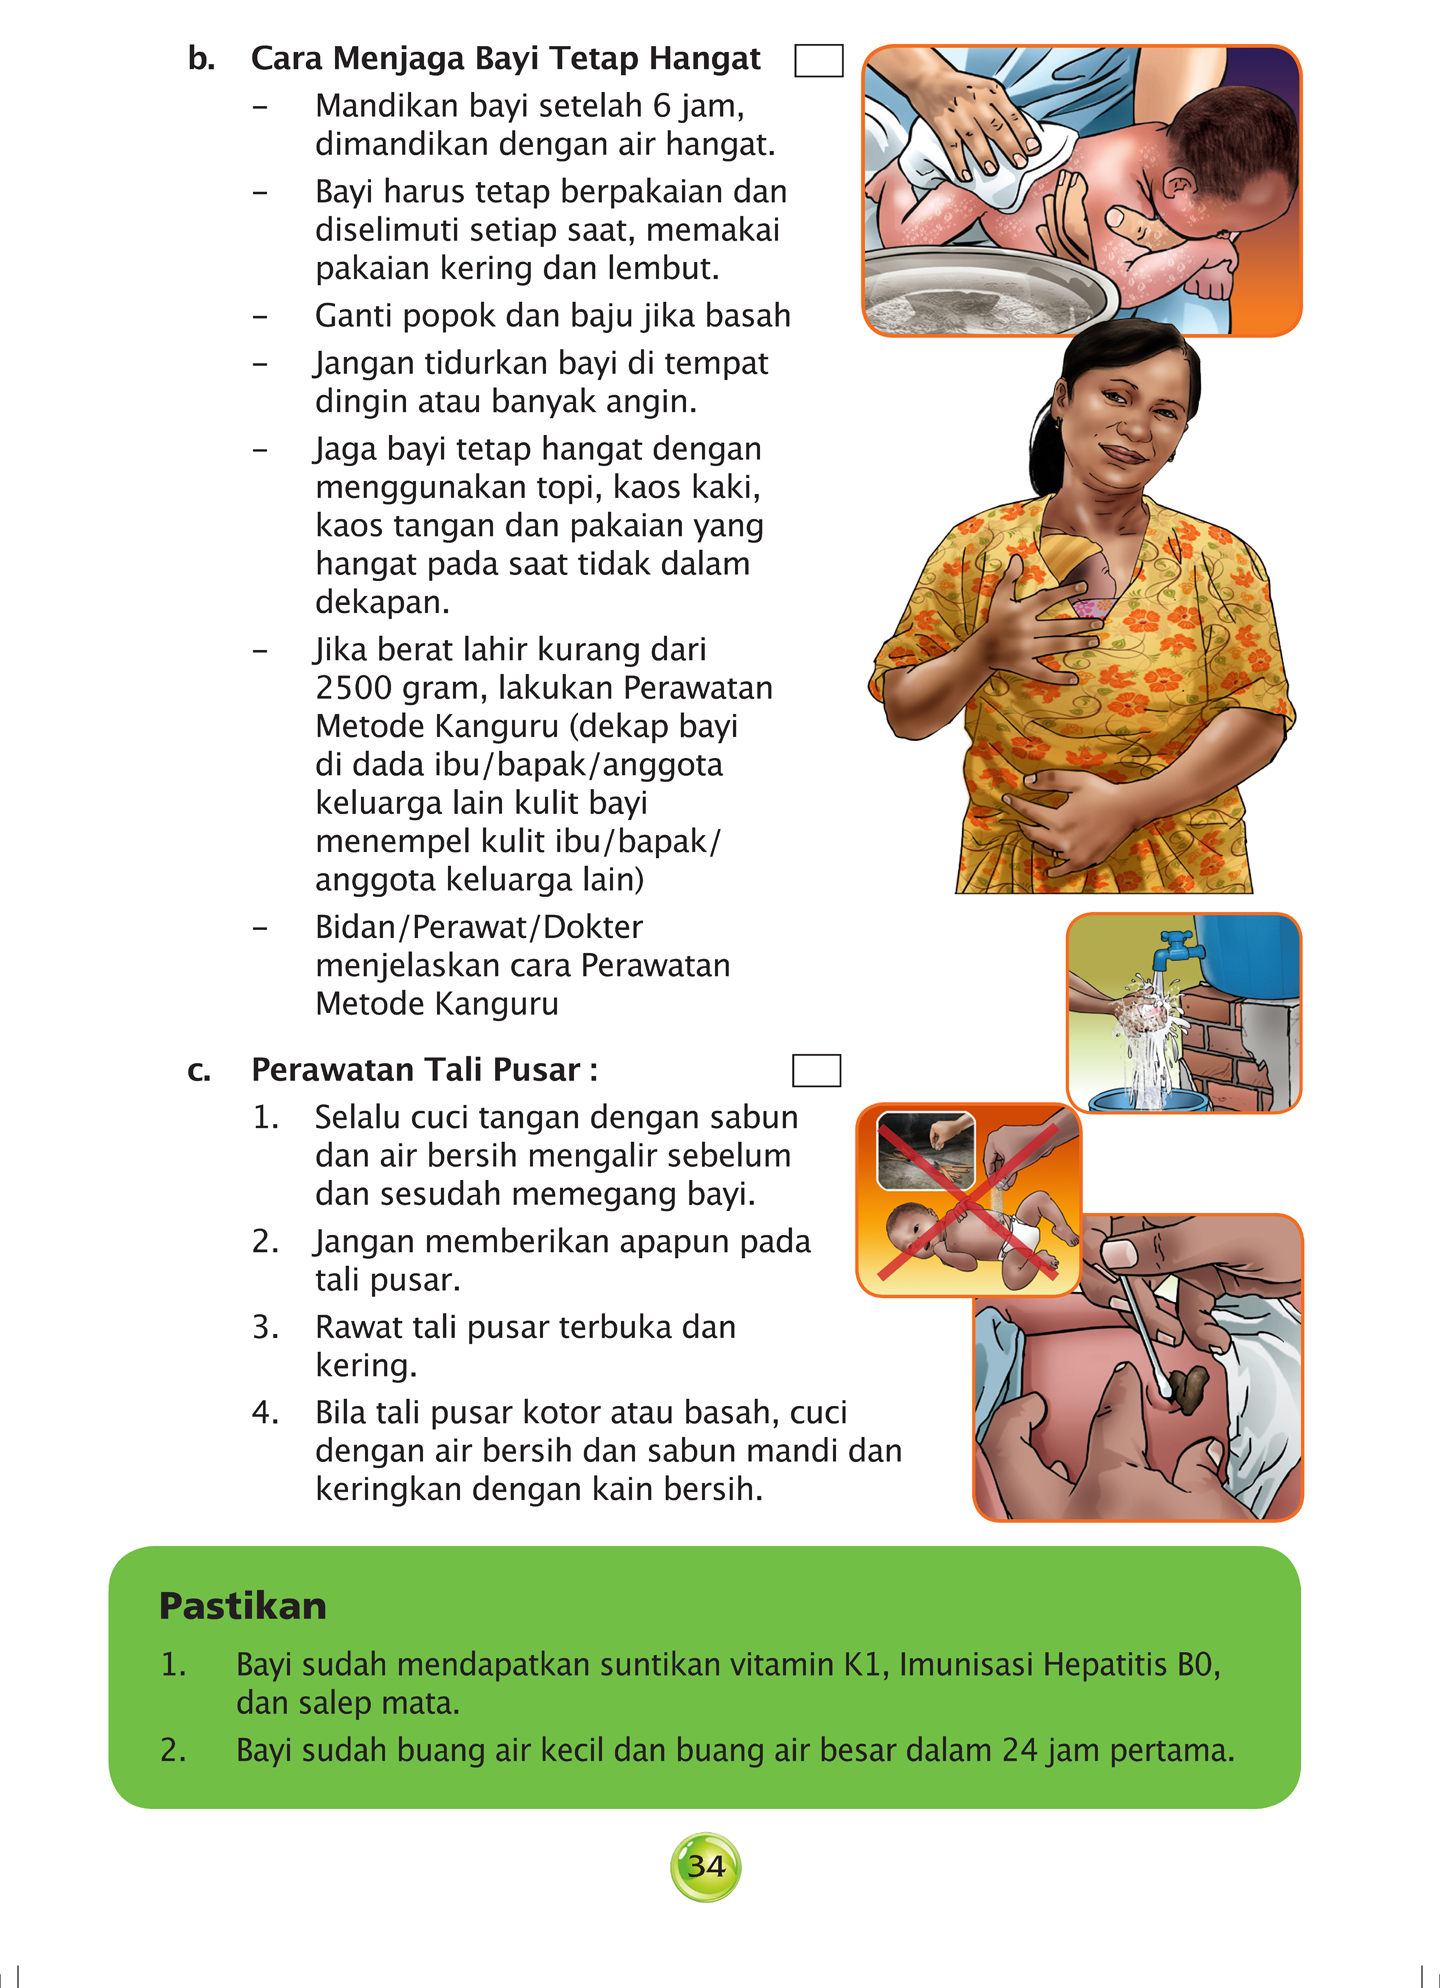 b. Cara Menjaga Bayi Tetap Hangat
– Mandikan bayi setelah 6 jam,
dimandikan dengan air hangat.
– Bayi harus tetap berpakaian dan
diselimuti setiap saat, memakai
pakaian kering dan lembut.
– Ganti popok dan baju jika basah
– Jangan tidurkan bayi di tempat
dingin atau banyak angin.
– Jaga bayi tetap hangat dengan
menggunakan topi, kaos kaki,
kaos tangan dan pakaian yang
hangat pada saat tidak dalam
dekapan.
– Jika berat lahir kurang dari
2500 gram, lakukan Perawatan
Metode Kanguru (dekap bayi
di dada ibu/bapak/anggota
keluarga lain kulit bayi
menempel kulit ibu/bapak/
anggota keluarga lain)
– Bidan/Perawat/Dokter
menjelaskan cara Perawatan
Metode Kanguru
c. Perawatan Tali Pusar :
1. Selalu cuci tangan dengan sabun
dan air bersih mengalir sebelum
dan sesudah memegang bayi.
2. Jangan memberikan apapun pada
tali pusar.
3. Rawat tali pusar terbuka dan
kering.
4. Bila tali pusar kotor atau basah, cuci
dengan air bersih dan sabun mandi dan
keringkan dengan kain bersih.
Pastikan
1. Bayi sudah mendapatkan suntikan vitamin K1, Imunisasi Hepatitis B0,
dan salep mata.
2. Bayi sudah buang air kecil dan buang air besar dalam 24 jam pertama.
34